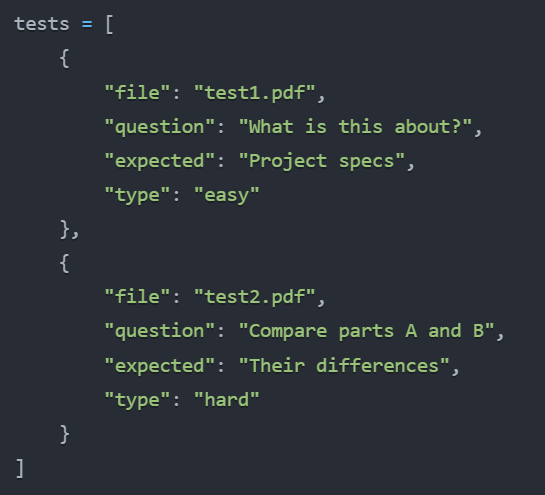 tests = [
    {
        "file": "test1.pdf",
        "question": "What is this about?",
        "expected": "Project specs",
        "type": "easy"
    },
    {
        "file": "test2.pdf",
        "question": "Compare parts A and B",
        "expected": "Their differences",
        "type": "hard"
    }
]